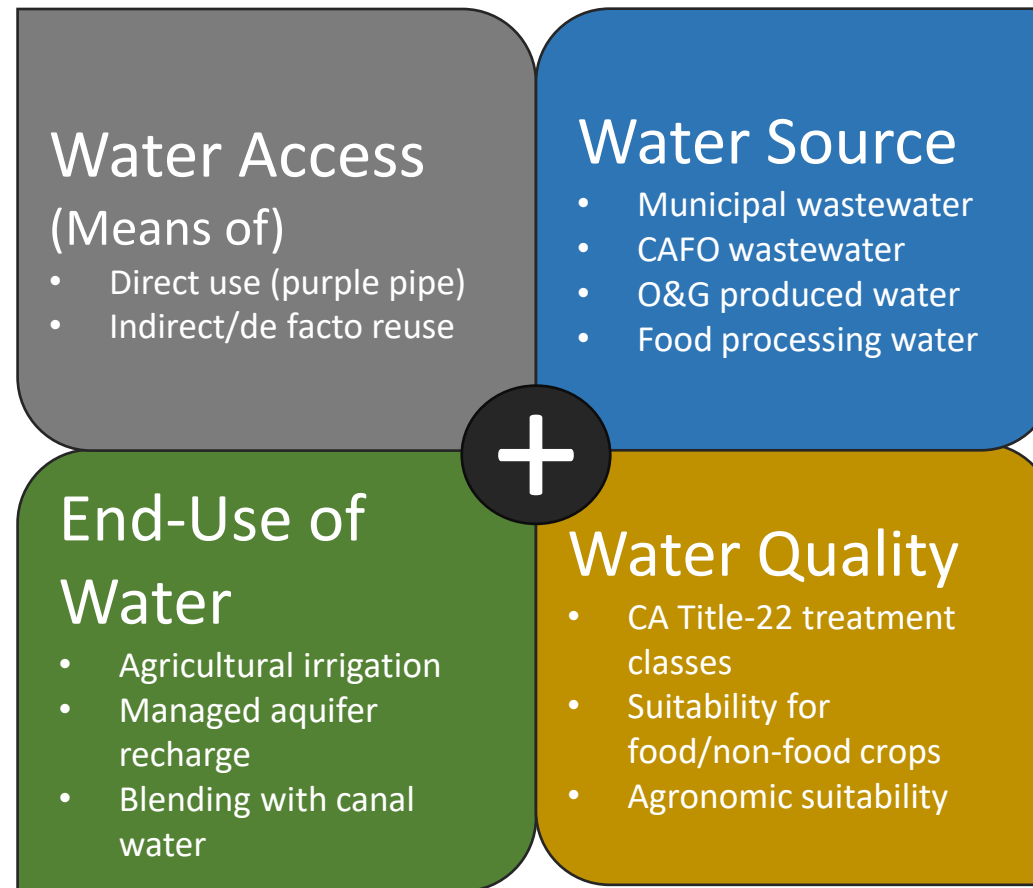 Water Access
(Means of)
• Direct use (purple pipe)
• Indirect/de facto reuse
Water Source
• Municipal wastewater
• CAFO wastewater
• O&G produced water
• Food processing water
+
End-Use of
Water
• Agricultural irrigation
• Managed aquifer
recharge
• Blending with canal
water
Water Quality
• CA Title-22 treatment
classes
• Suitability for
food/non-food crops
• Agronomic suitability